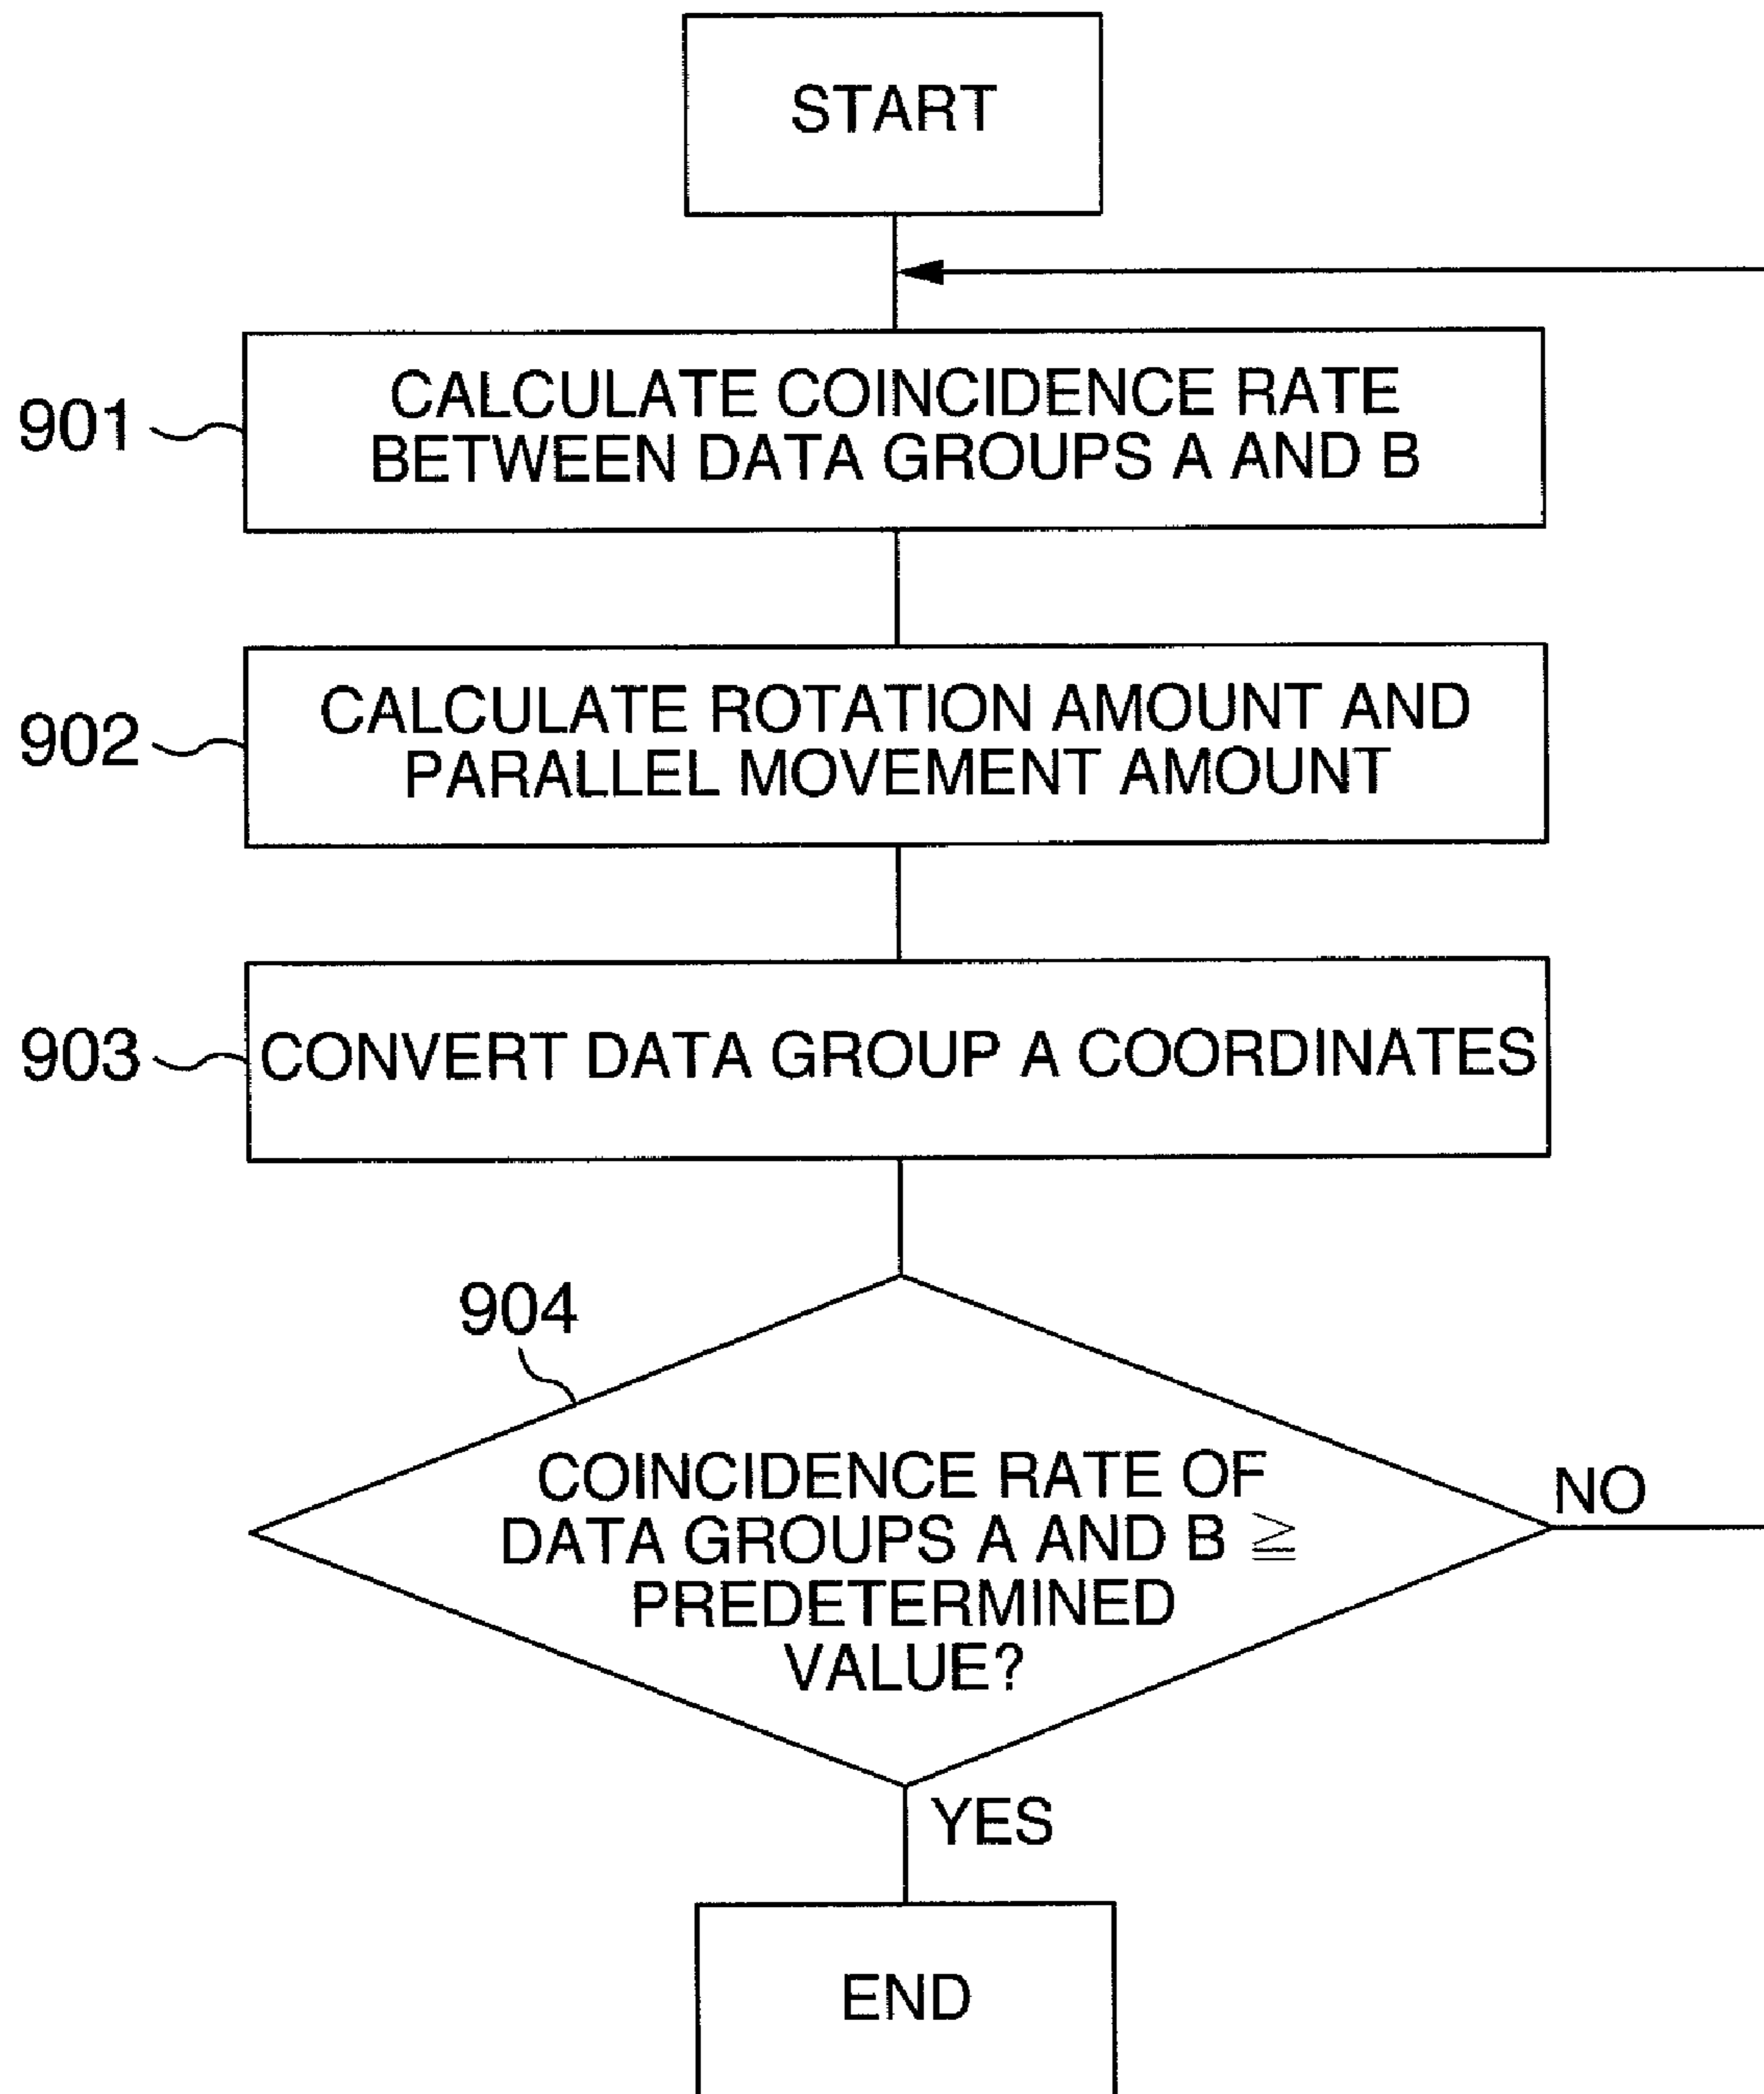 START
901
CALCULATE COINCIDENCE RATE
BETWEEN DATA GROUPS A AND B
902
CALCULATE ROTATION AMOUNT AND
PARALLEL MOVEMENT AMOUNT
903
CONVERT DATA GROUP A COORDINATES
904
COINCIDENCE RATE OF
DATA GROUPS A AND B ≧
PREDETERMINED
VALUE?
NO
YES
END